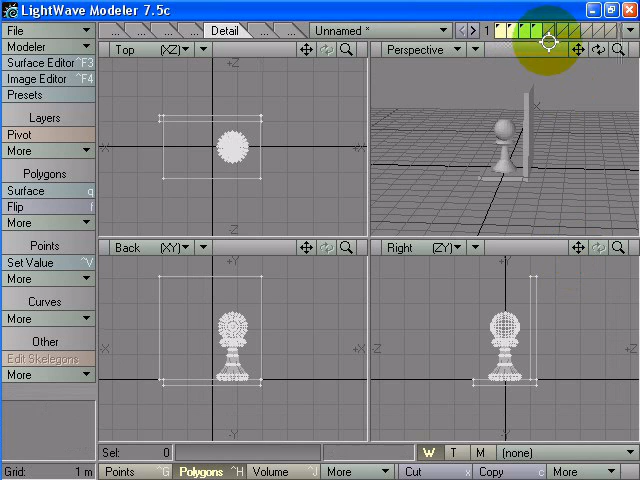 LightWave Modeler 7.5c
File ... ... ... Detail ... ... Unnamed * 1
Modeler Top (XZ) Perspective
Surface Editor ^F3
Image Editor ^F4
Presets
Layers
Pivot
More
Polygons
Surface q
Flip f
More
Points
Back (XY) Right (ZY)
Set Value ^V
More
Curves
More
Other
Edit Skelegons
More
Sel: 0 W T M (none)
Grid: 1 m Points ^G Polygons ^H Volume ^J More Cut x Copy c More
+Z
-X +X
-Z
+Y
-X +X
-Y
+Y
-Z +Z
-Y